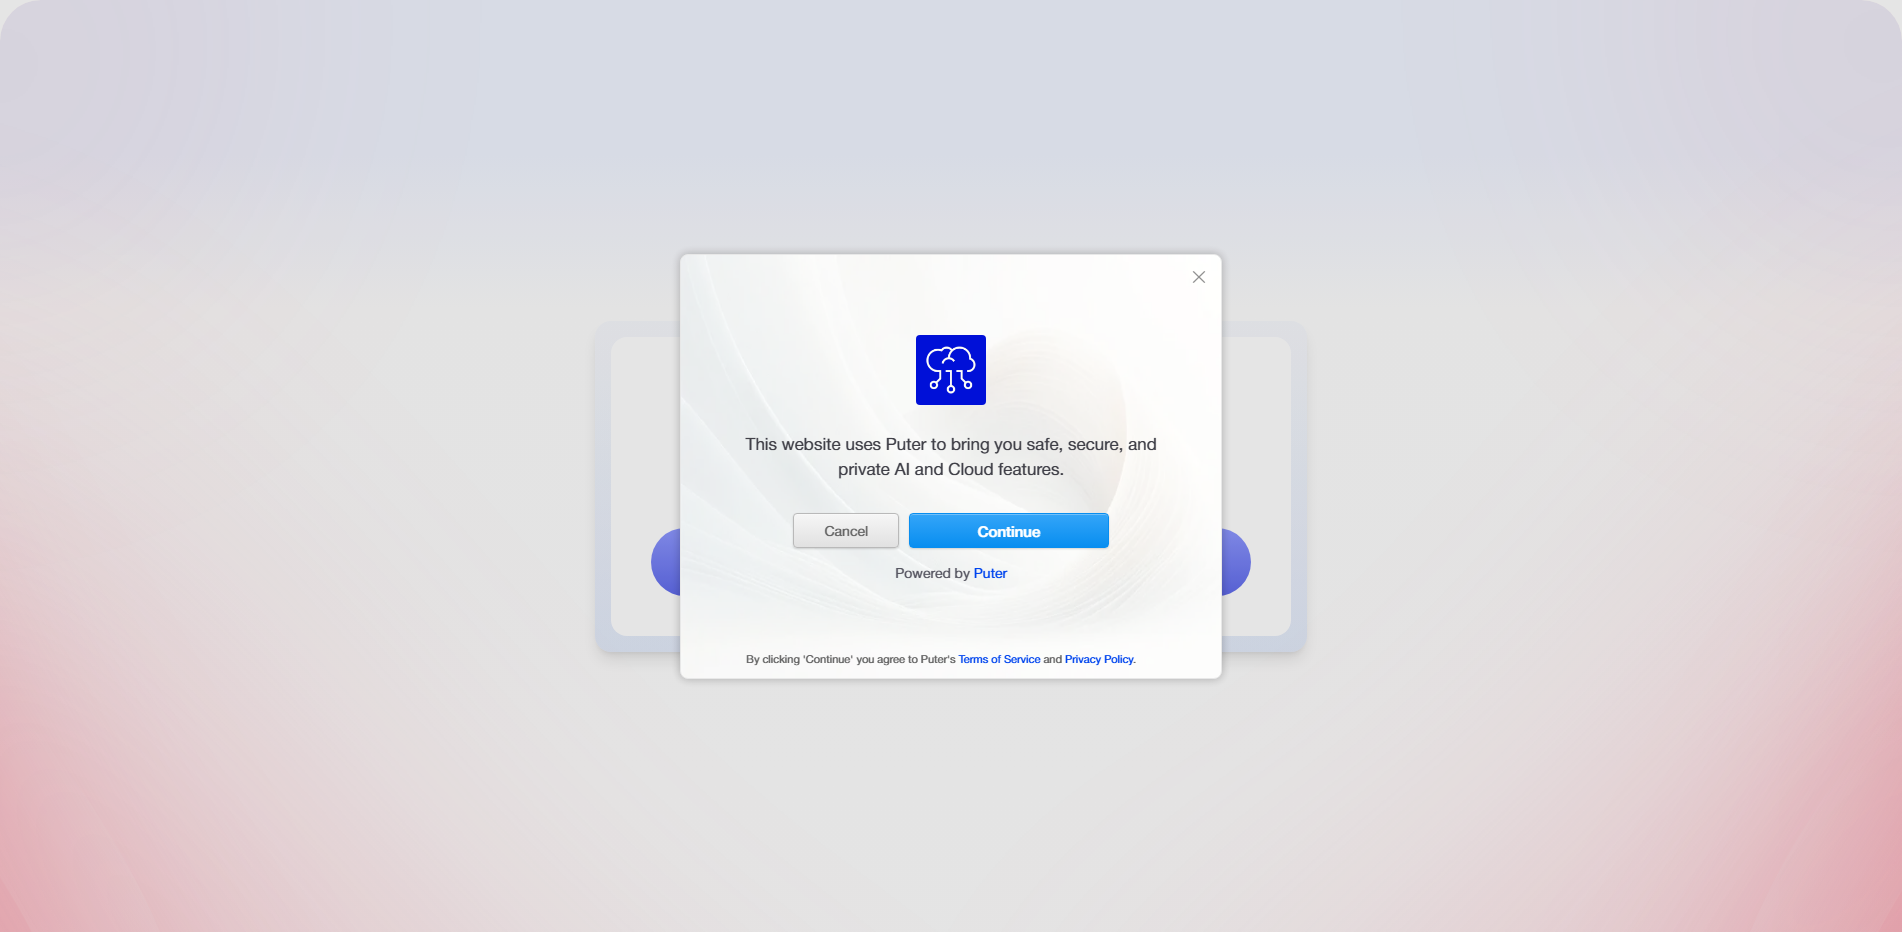 This website uses Puter to bring you safe, secure, and
private AI and Cloud features.
Cancel
Continue
Powered by Puter
By clicking 'Continue' you agree to Puter's Terms of Service and Privacy Policy.